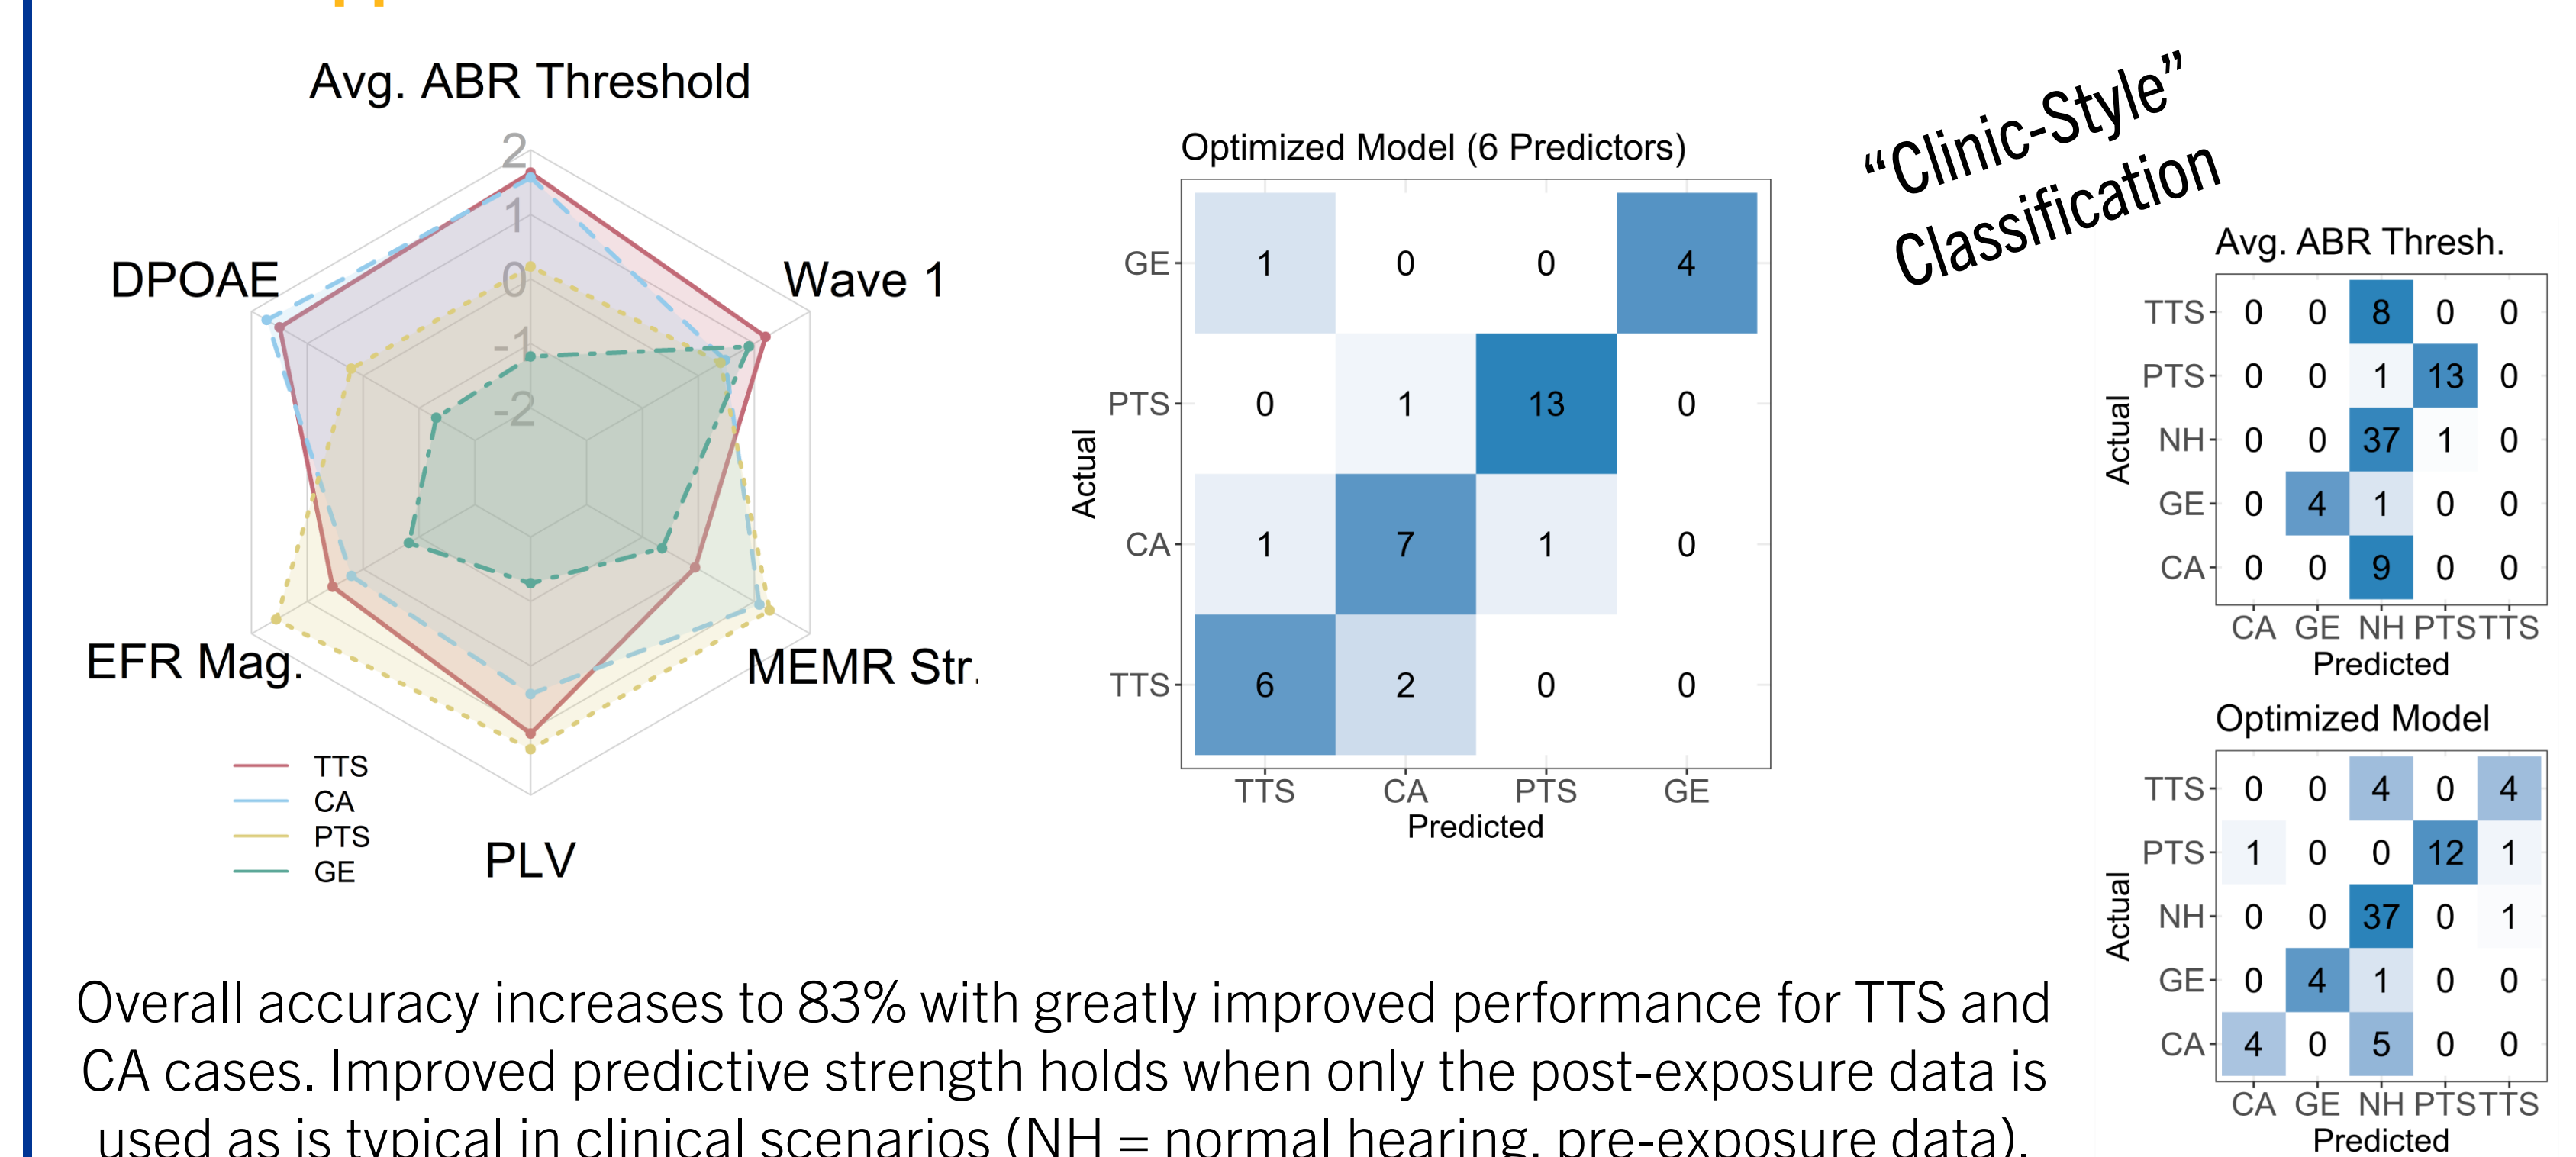 Avg. ABR Threshold
2
1
0
-1
-2
DPOAE
Wave 1
EFR Mag.
MEMR Str.
PLV
TTS
CA
PTS
GE
Optimized Model (6 Predictors)
Actual
GE 1 0 0 4
PTS 0 1 13 0
CA 1 7 1 0
TTS 6 2 0 0
TTS CA PTS GE
Predicted
“Clinic-Style”
Classification
Avg. ABR Thresh.
Actual
TTS 0 0 8 0 0
PTS 0 0 1 13 0
NH 0 0 37 1 0
GE 0 4 1 0 0
CA 0 0 9 0 0
CA GE NH PTS TTS
Predicted
Optimized Model
Actual
TTS 0 0 4 0 4
PTS 1 0 0 12 1
NH 0 0 37 0 1
GE 0 4 1 0 0
CA 4 0 5 0 0
CA GE NH PTS TTS
Predicted
Overall accuracy increases to 83% with greatly improved performance for TTS and
CA cases. Improved predictive strength holds when only the post-exposure data is
used as is typical in clinical scenarios (NH = normal hearing, pre-exposure data).